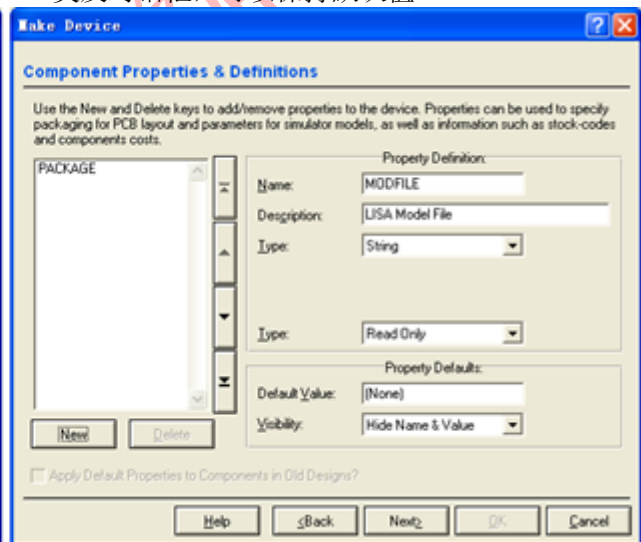 Make Device
Component Properties & Definitions
Use the New and Delete keys to add/remove properties to the device. Properties can be used to specify
packaging for PCB layout and parameters for simulator models, as well as information such as stock-codes
and components costs.
PACKAGE
Property Definition:
Name: MODFILE
Description: LISA Model File
Type: String
Type: Read Only
Property Defaults:
Default Value: (None)
Visibility: Hide Name & Value
New Delete
Apply Default Properties to Components in Old Designs?
Help <Back Next> OK Cancel